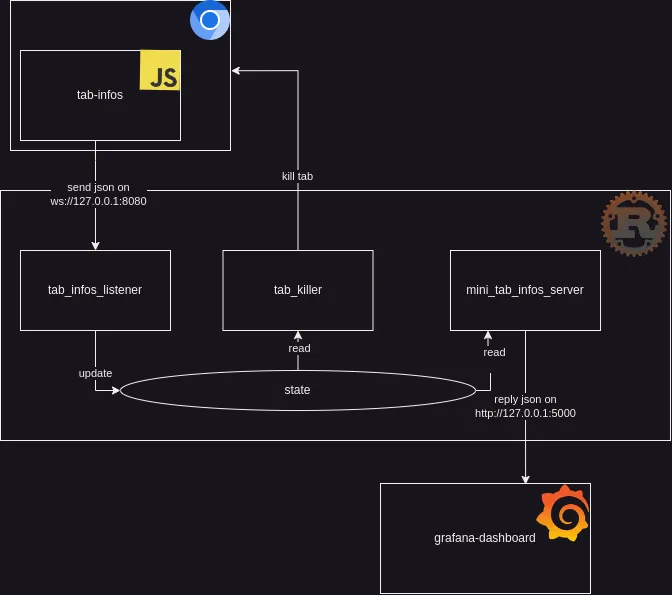 JS
tab-infos
kill tab
send json on
ws://127.0.0.1:8080
R
tab_infos_listener
tab_killer
mini_tab_infos_server
read
read
update
state
reply json on
http://127.0.0.1:5000
grafana-dashboard